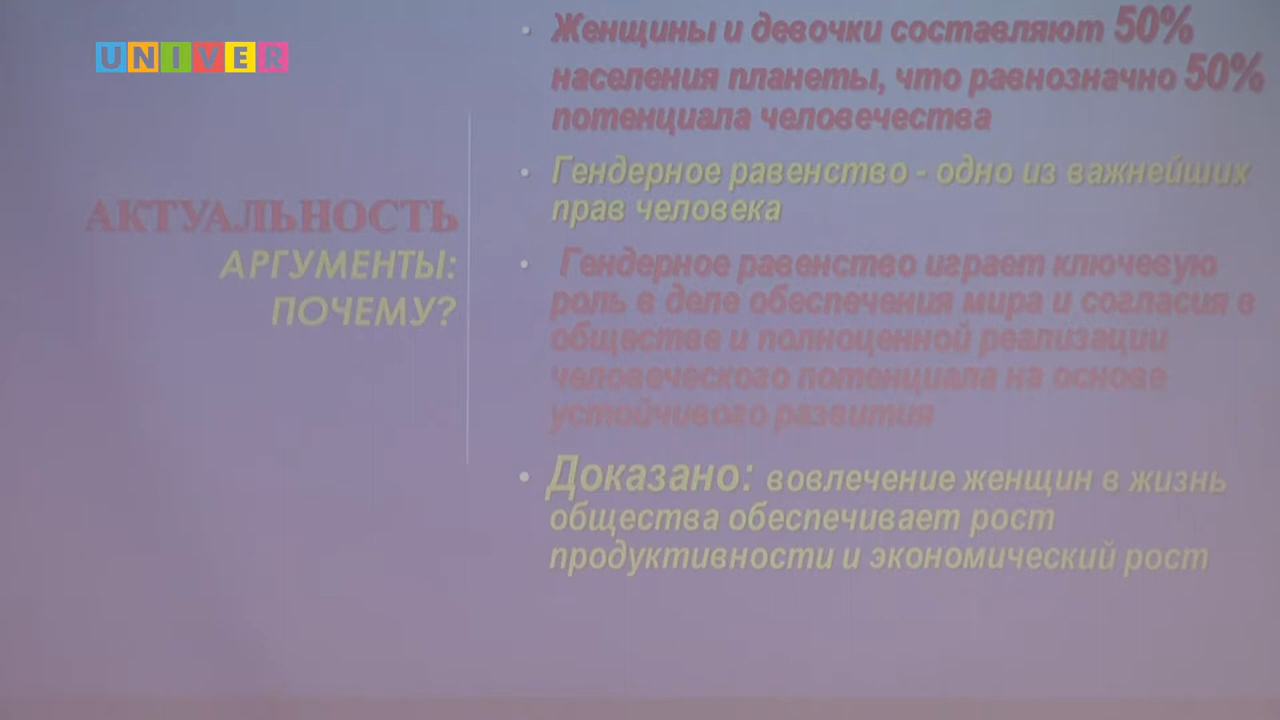 UNIVER
АКТУАЛЬНОСТЬ
АРГУМЕНТЫ:
ПОЧЕМУ?
• Женщины и девочки составляют 50%
населения планеты, что равнозначно 50%
потенциала человечества
• Гендерное равенство - одно из важнейших
прав человека
• Гендерное равенство играет ключевую
роль в деле обеспечения мира и согласия в
обществе и полноценной реализации
человеческого потенциала на основе
устойчивого развития
• Доказано: вовлечение женщин в жизнь
общества обеспечивает рост
продуктивности и экономический рост